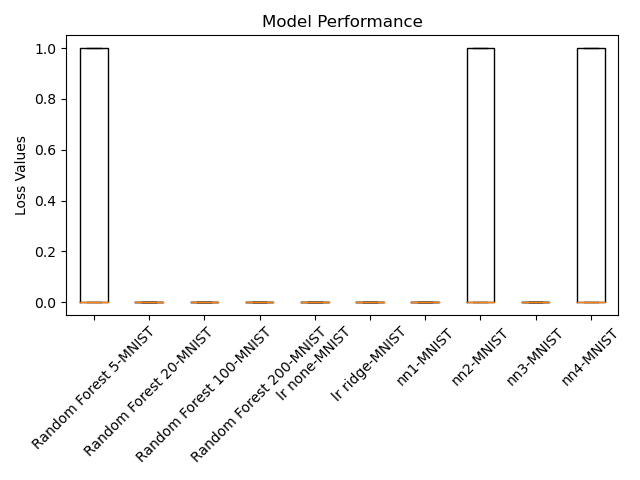 Model Performance
Loss Values
1.0
0.8
0.6
0.4
0.2
0.0
Random Forest 5-MNIST
Random Forest 20-MNIST
Random Forest 100-MNIST
Random Forest 200-MNIST
lr none-MNIST
lr ridge-MNIST
nn1-MNIST
nn2-MNIST
nn3-MNIST
nn4-MNIST